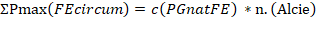 ΣPmax(FEcircum) = c(PGnatFE) *n.(Alcie)